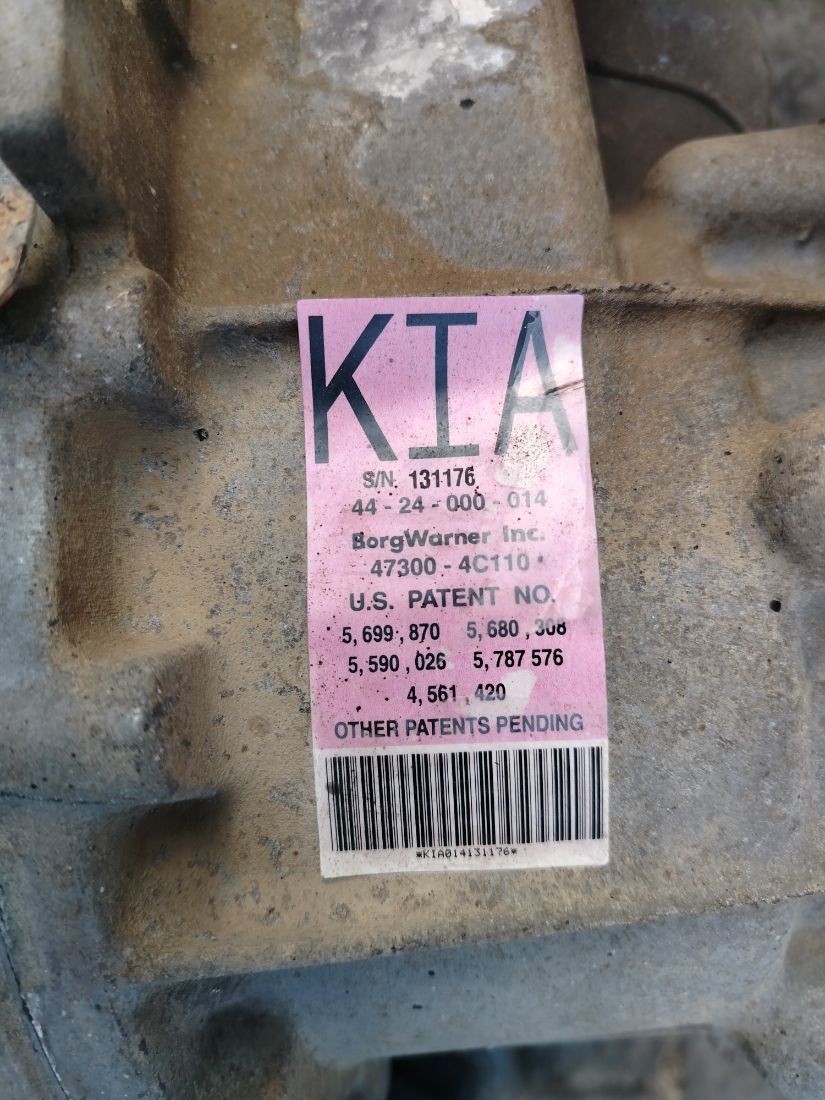 KIA
S/N. 131176
44 - 24 - 000 - 014
BorgWarner Inc.
47300 - 4C110
U.S. PATENT NO.
5, 699 , 870 5, 680 , 308
5, 590 , 026 5, 787 576
4, 561 , 420
OTHER PATENTS PENDING
*KIA014131176*